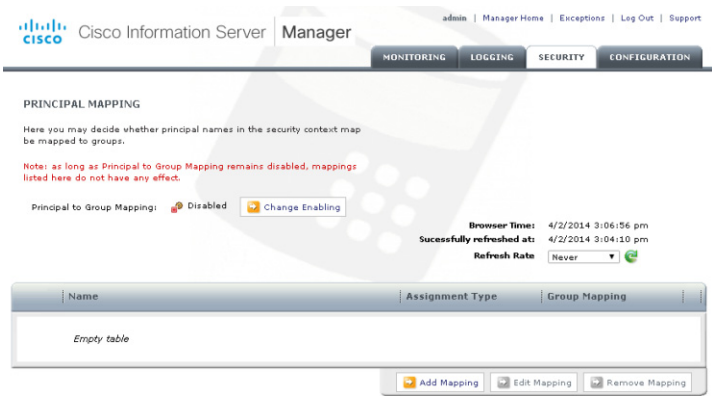 admin | Manager Home | Exceptions | Log Out | Support
CISCO Cisco Information Server Manager
MONITORING LOGGING SECURITY CONFIGURATION
PRINCIPAL MAPPING
Here you may decide whether principal names in the security context map
be mapped to groups.
Note: as long as Principal to Group Mapping remains disabled, mappings
listed here do not have any effect.
Principal to Group Mapping: Disabled Change Enabling
Browser Time: 4/2/2014 3:06:56 pm
Sucessfully refreshed at: 4/2/2014 3:04:10 pm
Refresh Rate Never
Name Assignment Type Group Mapping
Empty table
Add Mapping Edit Mapping Remove Mapping